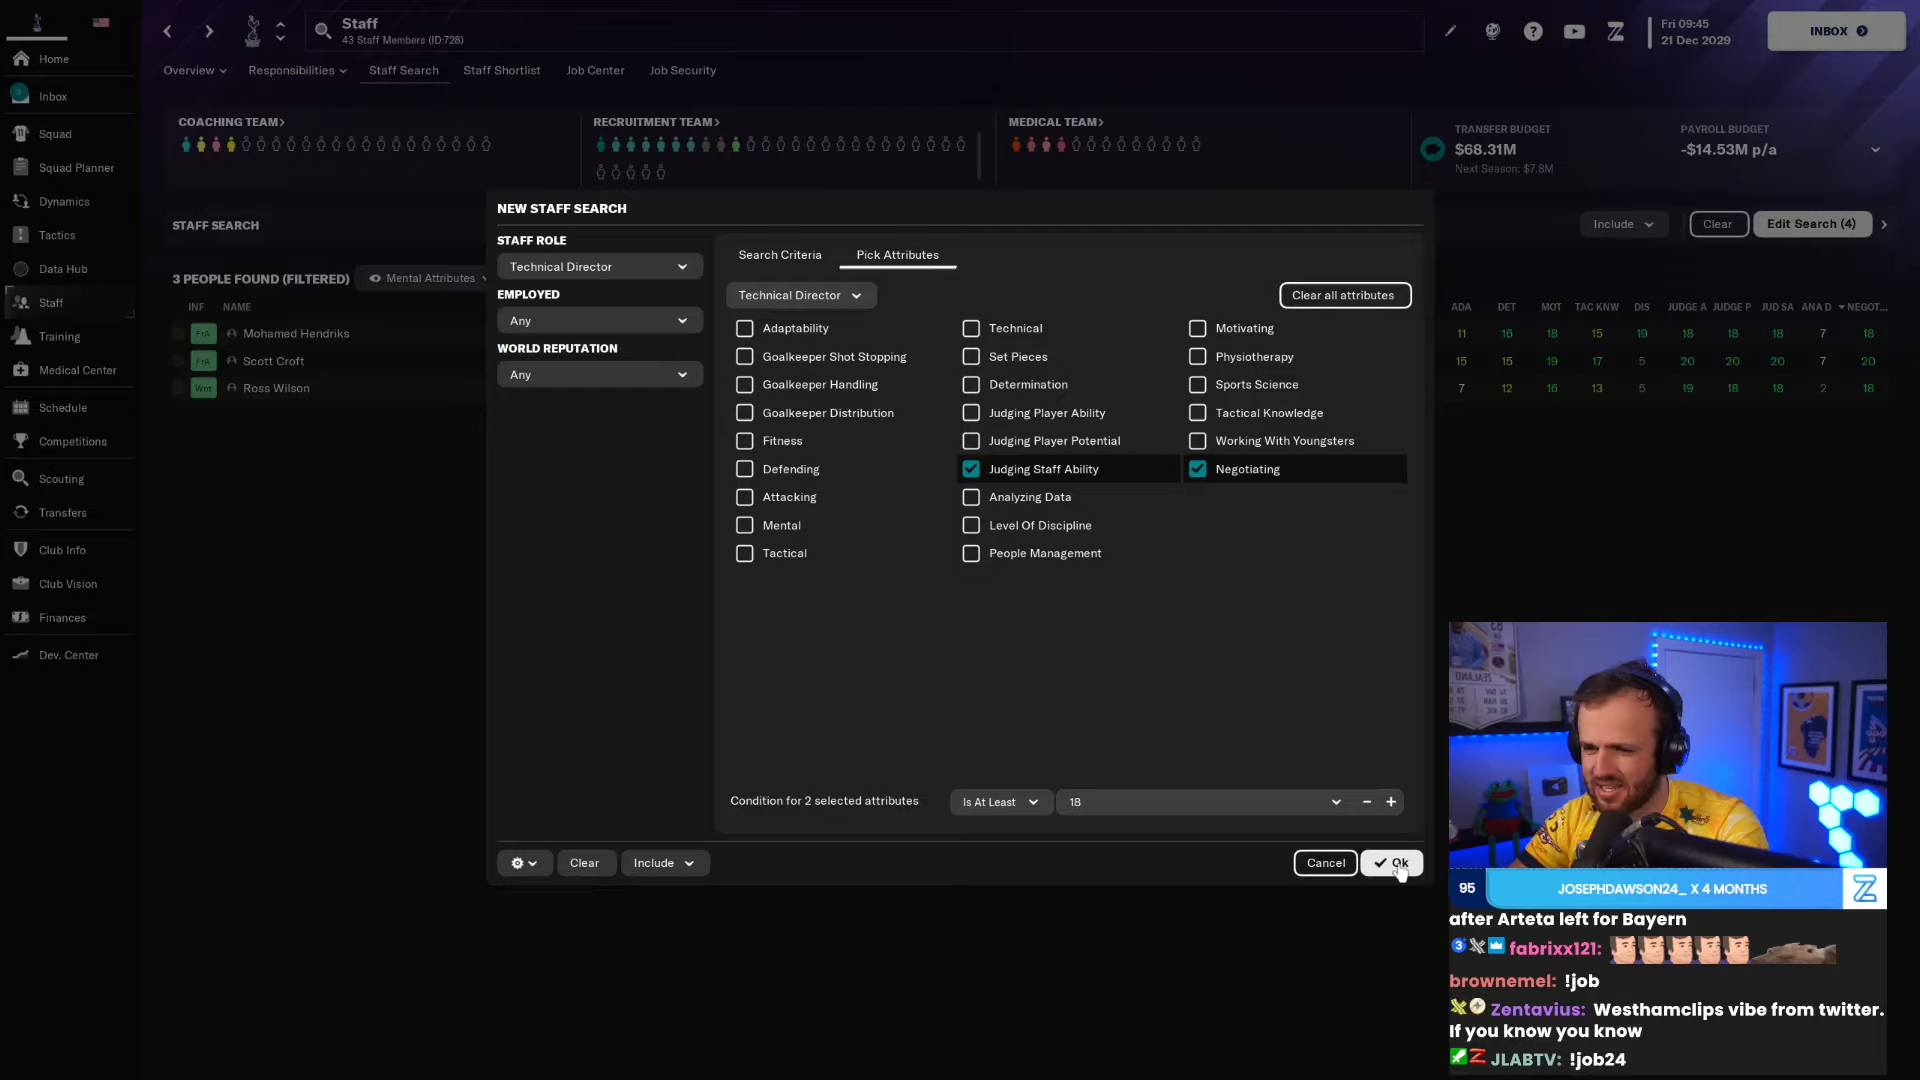 Staff
43 Staff Members (ID:728)
Fri 09:45
21 Dec 2029
INBOX
Home
3
Inbox
Squad
Squad Planner
Dynamics
Tactics
Data Hub
Staff
Training
Medical Center
Schedule
Competitions
Scouting
Transfers
Club Info
Club Vision
Finances
Dev. Center
Overview
Responsibilities
Staff Search
Staff Shortlist
Job Center
Job Security
COACHING TEAM>
RECRUITMENT TEAM>
MEDICAL TEAM>
TRANSFER BUDGET
$68.31M
Next Season: $7.8M
PAYROLL BUDGET
-$14.53M p/a
STAFF SEARCH
Include
Clear
Edit Search (4)
3 PEOPLE FOUND (FILTERED)
Mental Attributes
INF NAME
FrA Mohamed Hendriks
FrA Scott Croft
Wnt Ross Wilson
ADA DET MOT TAC KNW DIS JUDGE A JUDGE P JUD SA ANA D NEGOT...
11 16 18 15 19 18 18 18 7 18
15 15 19 17 5 20 20 20 7 20
7 12 16 13 5 19 18 18 2 18
NEW STAFF SEARCH
STAFF ROLE
Technical Director
EMPLOYED
Any
WORLD REPUTATION
Any
Search Criteria
Pick Attributes
Technical Director
Clear all attributes
Adaptability
Goalkeeper Shot Stopping
Goalkeeper Handling
Goalkeeper Distribution
Fitness
Defending
Attacking
Mental
Tactical
Technical
Set Pieces
Determination
Judging Player Ability
Judging Player Potential
Judging Staff Ability
Analyzing Data
Level Of Discipline
People Management
Motivating
Physiotherapy
Sports Science
Tactical Knowledge
Working With Youngsters
Negotiating
Condition for 2 selected attributes
Is At Least
18
Clear
Include
Cancel
Ok
95
JOSEPHDAWSON24_ X 4 MONTHS
after Arteta left for Bayern
3 fabrixx121:
brownemel: !job
Zentavius: Westhamclips vibe from twitter.
If you know you know
JLABTV: !job24